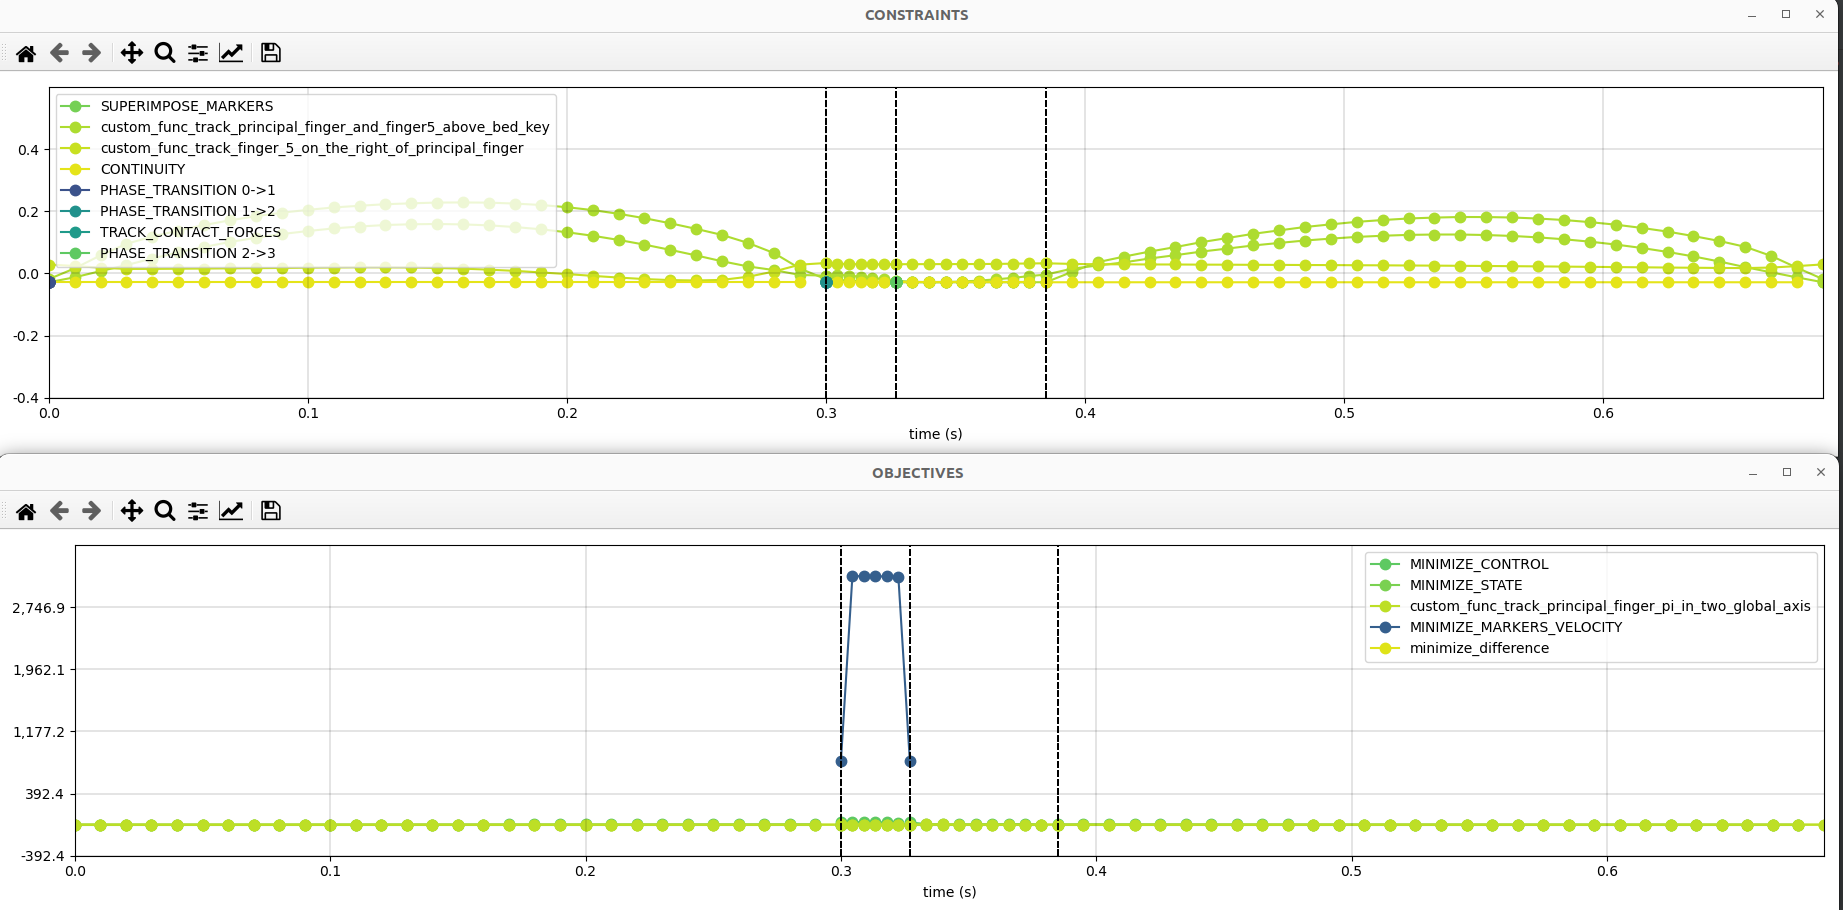 CONSTRAINTS
SUPERIMPOSE_MARKERS
custom_func_track_principal_finger_and_finger5_above_bed_key
custom_func_track_finger_5_on_the_right_of_principal_finger
CONTINUITY
PHASE_TRANSITION 0->1
PHASE_TRANSITION 1->2
TRACK_CONTACT_FORCES
PHASE_TRANSITION 2->3
0.4
0.2
0.0
-0.2
-0.4
0.0 0.1 0.2 0.3 0.4 0.5 0.6
time (s)
OBJECTIVES
MINIMIZE_CONTROL
MINIMIZE_STATE
custom_func_track_principal_finger_pi_in_two_global_axis
MINIMIZE_MARKERS_VELOCITY
minimize_difference
2,746.9
1,962.1
1,177.2
392.4
-392.4
0.0 0.1 0.2 0.3 0.4 0.5 0.6
time (s)